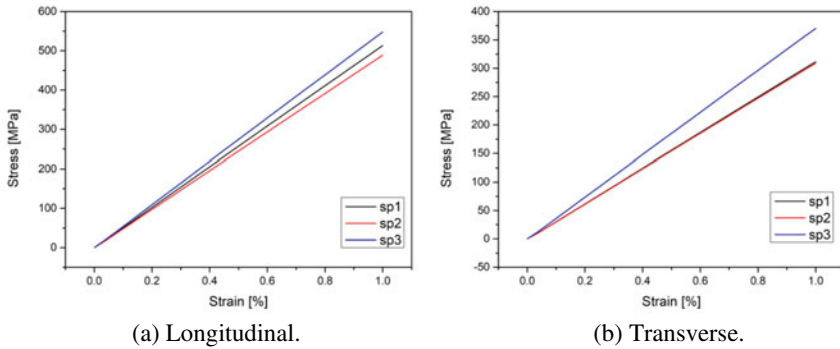 600
500
400
300
200
100
0
Stress [MPa]
sp1
sp2
sp3
0.0 0.2 0.4 0.6 0.8 1.0
Strain [%]
(a) Longitudinal.
400
350
300
250
200
150
100
50
0
-50
Stress [MPa]
sp1
sp2
sp3
0.0 0.2 0.4 0.6 0.8 1.0
Strain [%]
(b) Transverse.